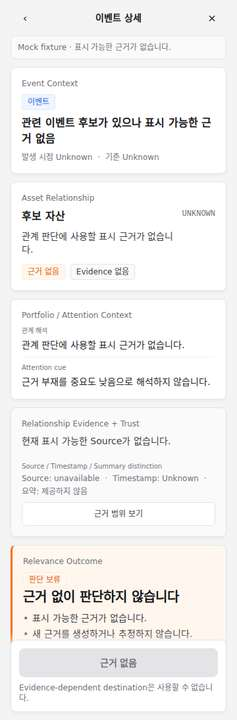 ‹ 이벤트 상세 ✕
Mock fixture · 표시 가능한 근거가 없습니다.
Event Context
이벤트
관련 이벤트 후보가 있으나 표시 가능한 근
거 없음
발생 시점 Unknown · 기준 Unknown
Asset Relationship
후보 자산 UNKNOWN
관계 판단에 사용할 표시 근거가 없습니
다.
근거 없음 Evidence 없음
Portfolio / Attention Context
관계 해석
관계 판단에 사용할 표시 근거가 없습니다.
Attention cue
근거 부재를 중요도 낮음으로 해석하지 않습니다.
Relationship Evidence + Trust
현재 표시 가능한 Source가 없습니다.
Source / Timestamp / Summary distinction
Source: unavailable · Timestamp: Unknown ·
요약: 제공하지 않음
근거 범위 보기
Relevance Outcome
판단 보류
근거 없이 판단하지 않습니다
• 표시 가능한 근거가 없습니다.
• 새 근거를 생성하거나 추정하지 않습니다.
근거 없음
Evidence-dependent destination은 사용할 수 없습니
다.